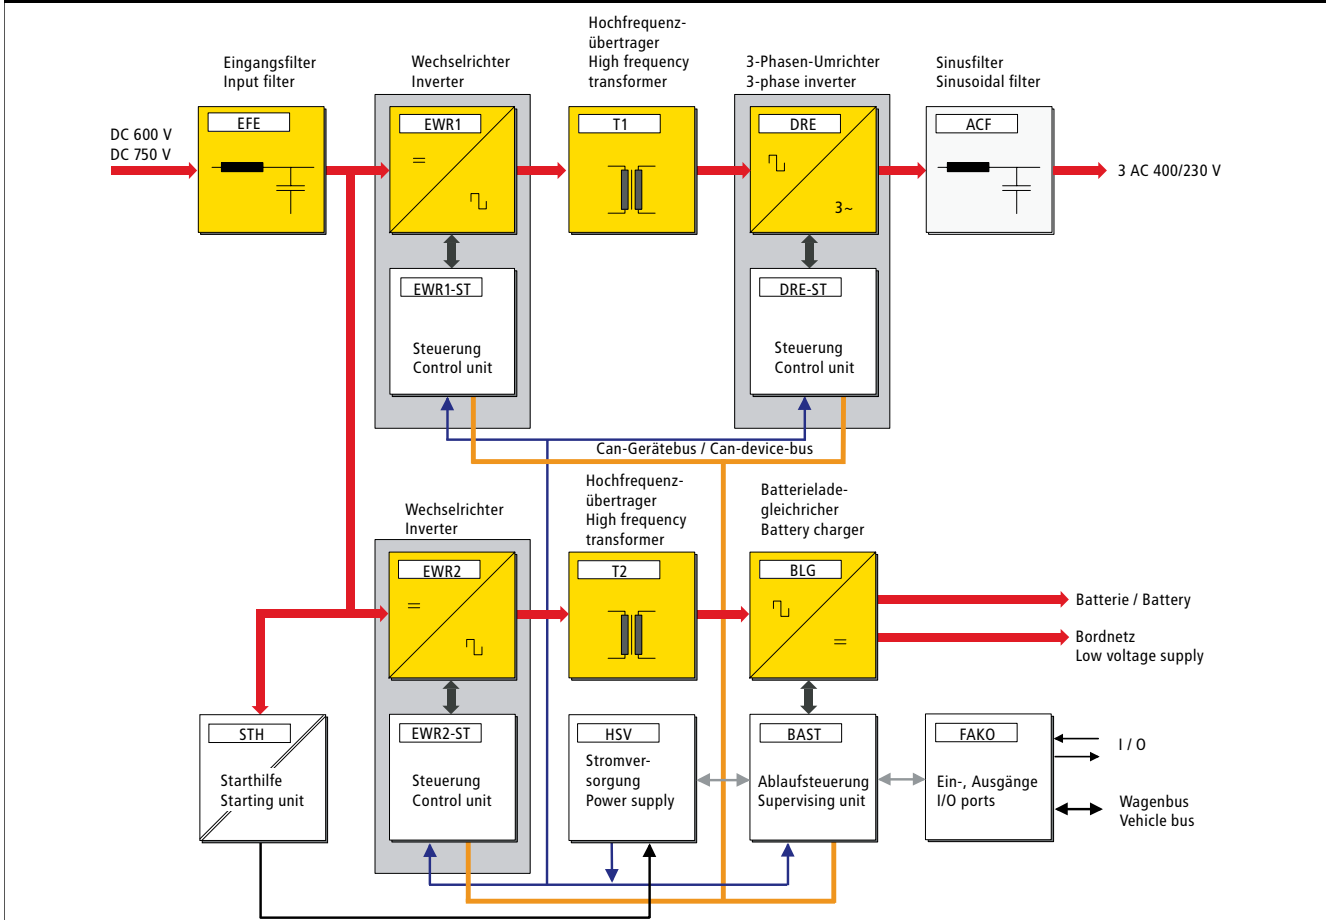 Hochfrequenz-
übertrager
High frequency
transformer
Eingangsfilter
Input filter
Wechselrichter
Inverter
3-Phasen-Umrichter
3-phase inverter
Sinusfilter
Sinusoidal filter
DC 600 V
DC 750 V
EFE
EWR1
=
T1
DRE
3~
ACF
3 AC 400/230 V
EWR1-ST
Steuerung
Control unit
DRE-ST
Steuerung
Control unit
Can-Gerätebus / Can-device-bus
Wechselrichter
Inverter
Hochfrequenz-
übertrager
High frequency
transformer
Batterielade-
gleichricher
Battery charger
EWR2
=
T2
BLG
=
Batterie / Battery
Bordnetz
Low voltage supply
STH
Starthilfe
Starting unit
EWR2-ST
Steuerung
Control unit
HSV
Stromver-
sorgung
Power supply
BAST
Ablaufsteuerung
Supervising unit
FAKO
Ein-, Ausgänge
I/O ports
I / O
Wagenbus
Vehicle bus